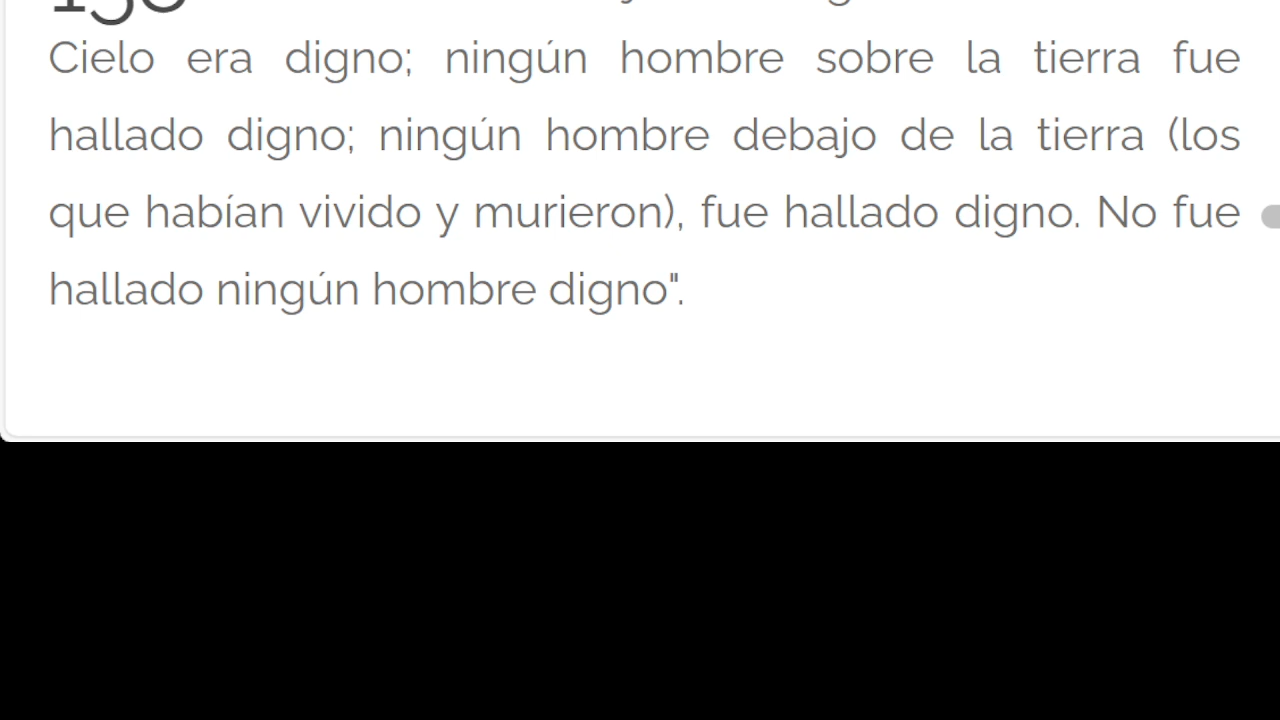 Cielo era digno; ningún hombre sobre la tierra fue
hallado digno; ningún hombre debajo de la tierra (los
que habían vivido y murieron), fue hallado digno. No fue
hallado ningún hombre digno".